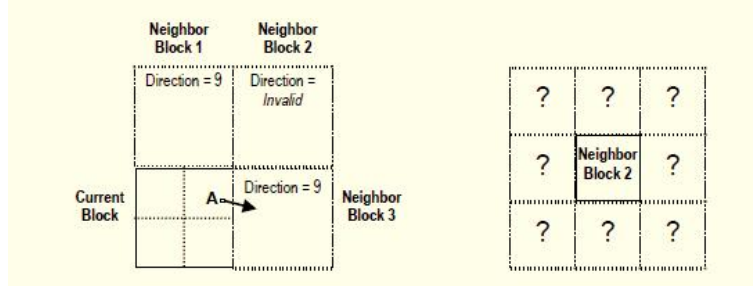 Neighbor Block 1
Neighbor Block 2
Direction = 9
Direction = Invalid
? ? ?
Current Block
A
Direction = 9
Neighbor Block 3
? Neighbor Block 2 ?
? ? ?